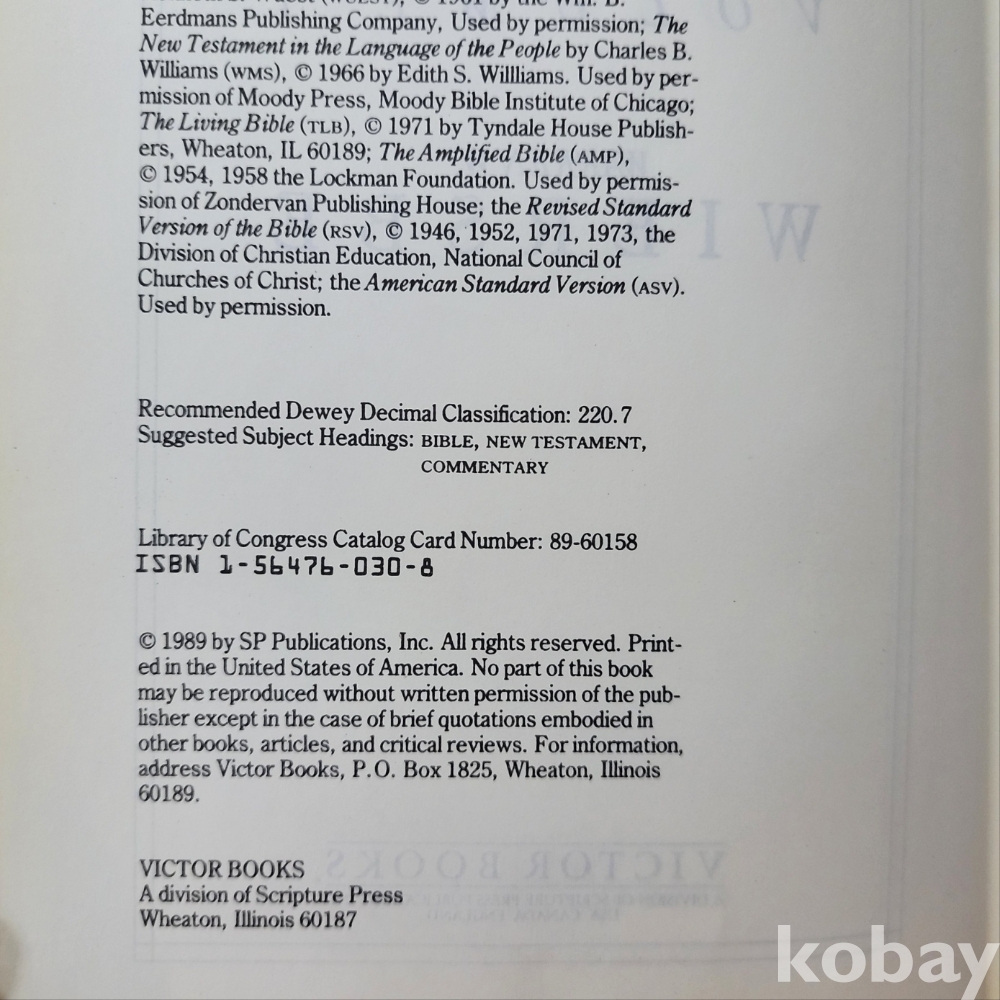 Eerdmans Publishing Company, Used by permission; The
New Testament in the Language of the People by Charles B.
Williams (WMS), © 1966 by Edith S. Willliams. Used by per-
mission of Moody Press, Moody Bible Institute of Chicago;
The Living Bible (TLB), © 1971 by Tyndale House Publish-
ers, Wheaton, IL 60189; The Amplified Bible (AMP),
© 1954, 1958 the Lockman Foundation. Used by permis-
sion of Zondervan Publishing House; the Revised Standard
Version of the Bible (RSV), © 1946, 1952, 1971, 1973, the
Division of Christian Education, National Council of
Churches of Christ; the American Standard Version (ASV).
Used by permission.
Recommended Dewey Decimal Classification: 220.7
Suggested Subject Headings: BIBLE, NEW TESTAMENT,
COMMENTARY
Library of Congress Catalog Card Number: 89-60158
ISBN 1-56476-030-8
© 1989 by SP Publications, Inc. All rights reserved. Print-
ed in the United States of America. No part of this book
may be reproduced without written permission of the pub-
lisher except in the case of brief quotations embodied in
other books, articles, and critical reviews. For information,
address Victor Books, P.O. Box 1825, Wheaton, Illinois
60189.
VICTOR BOOKS
A division of Scripture Press
Wheaton, Illinois 60187
kobay